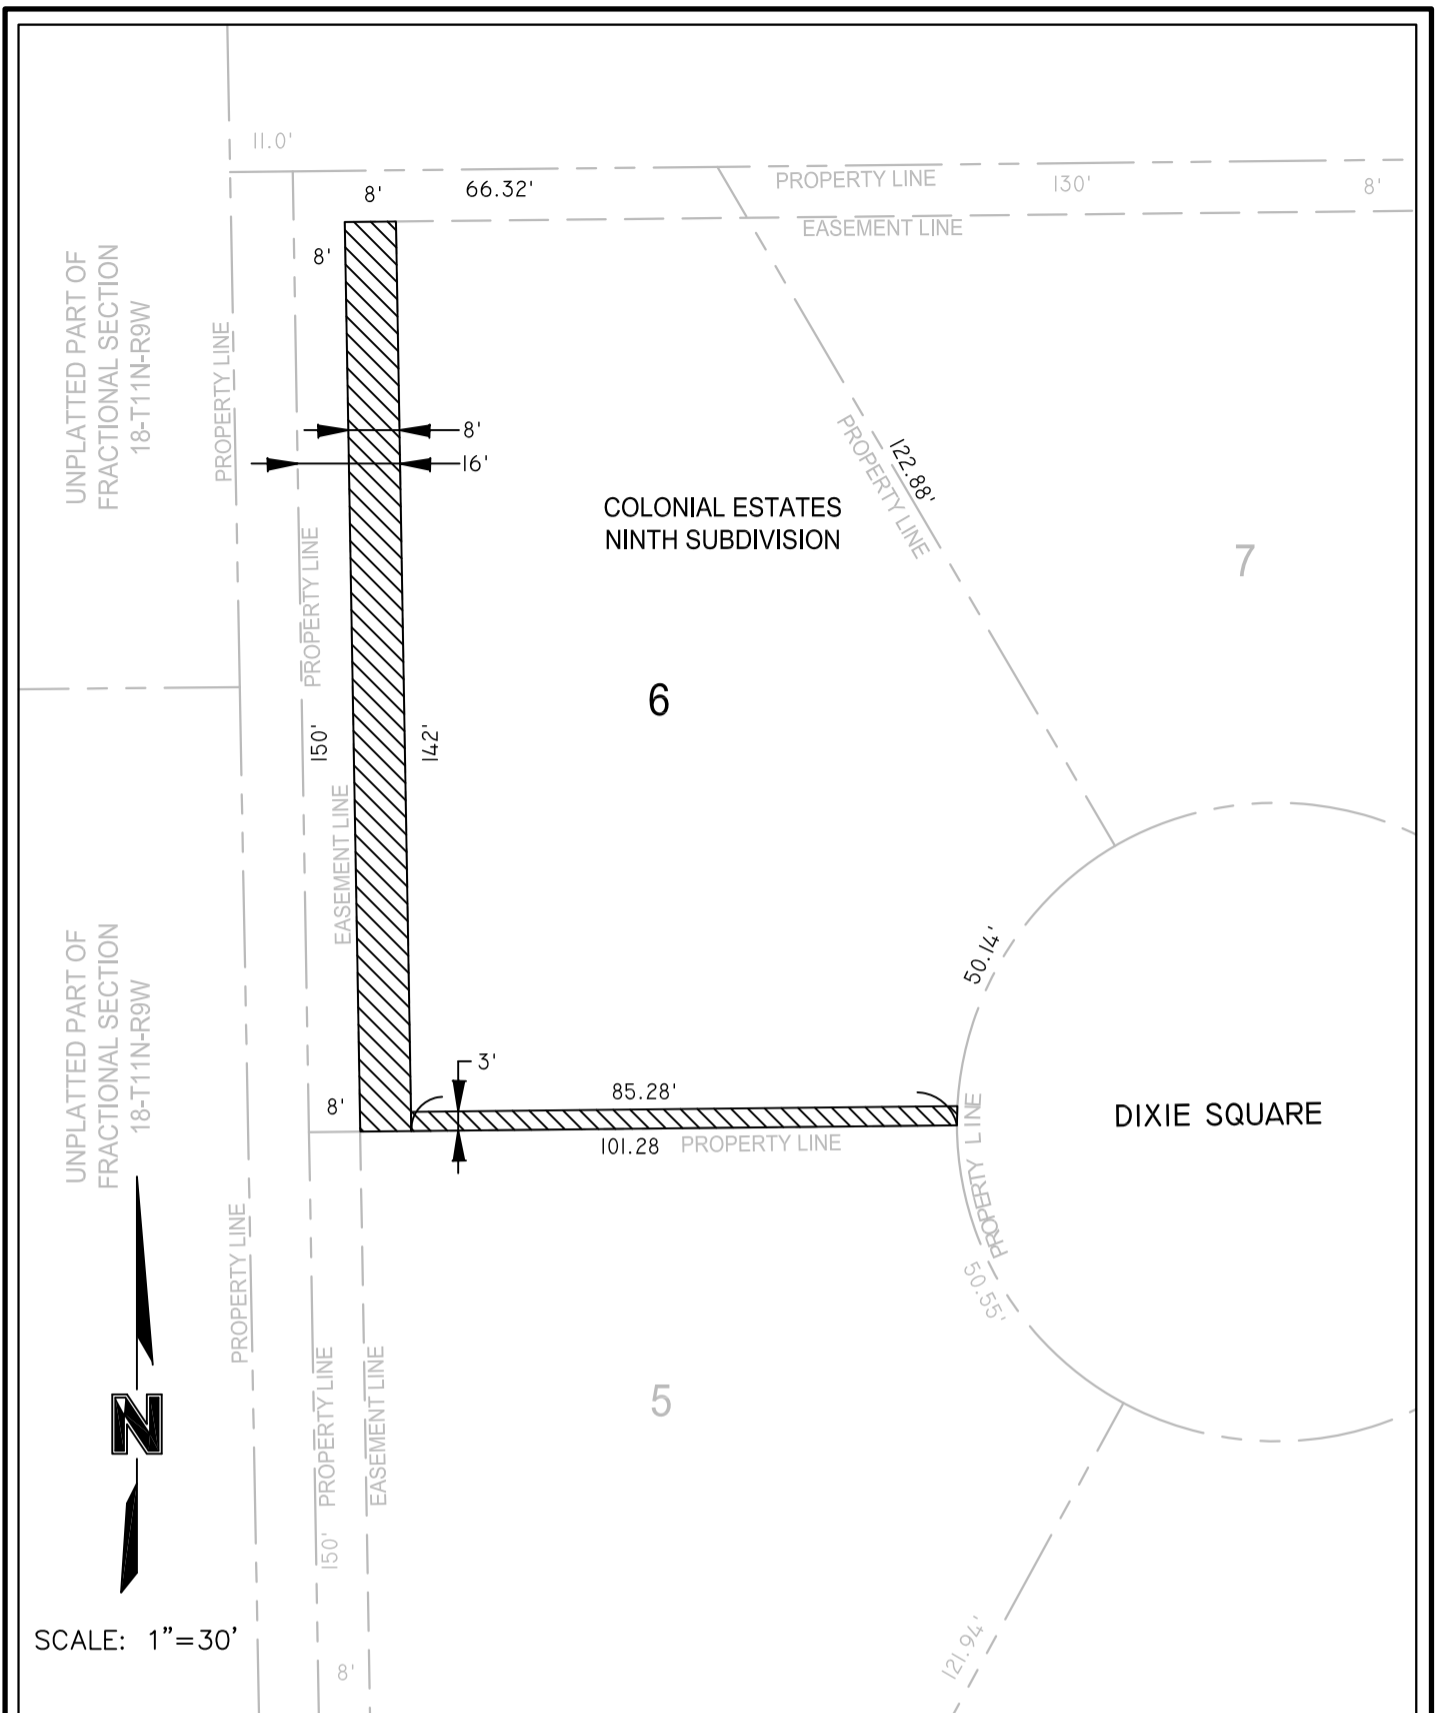 11.0'
8'
66.32'
PROPERTY LINE
130'
8'
EASEMENT LINE
8'
UNPLATTED PART OF
FRACTIONAL SECTION
18-T11N-R9W
PROPERTY LINE
8'
16'
122.88'
PROPERTY LINE
COLONIAL ESTATES
NINTH SUBDIVISION
7
PROPERTY LINE
6
150'
142'
EASEMENT LINE
UNPLATTED PART OF
FRACTIONAL SECTION
18-T11N-R9W
50.14'
3'
8'
85.28'
101.28
PROPERTY LINE
PROPERTY LINE
DIXIE SQUARE
50.55'
PROPERTY LINE
PROPERTY LINE
EASEMENT LINE
5
N
150'
SCALE: 1"=30'
8'
121.94'